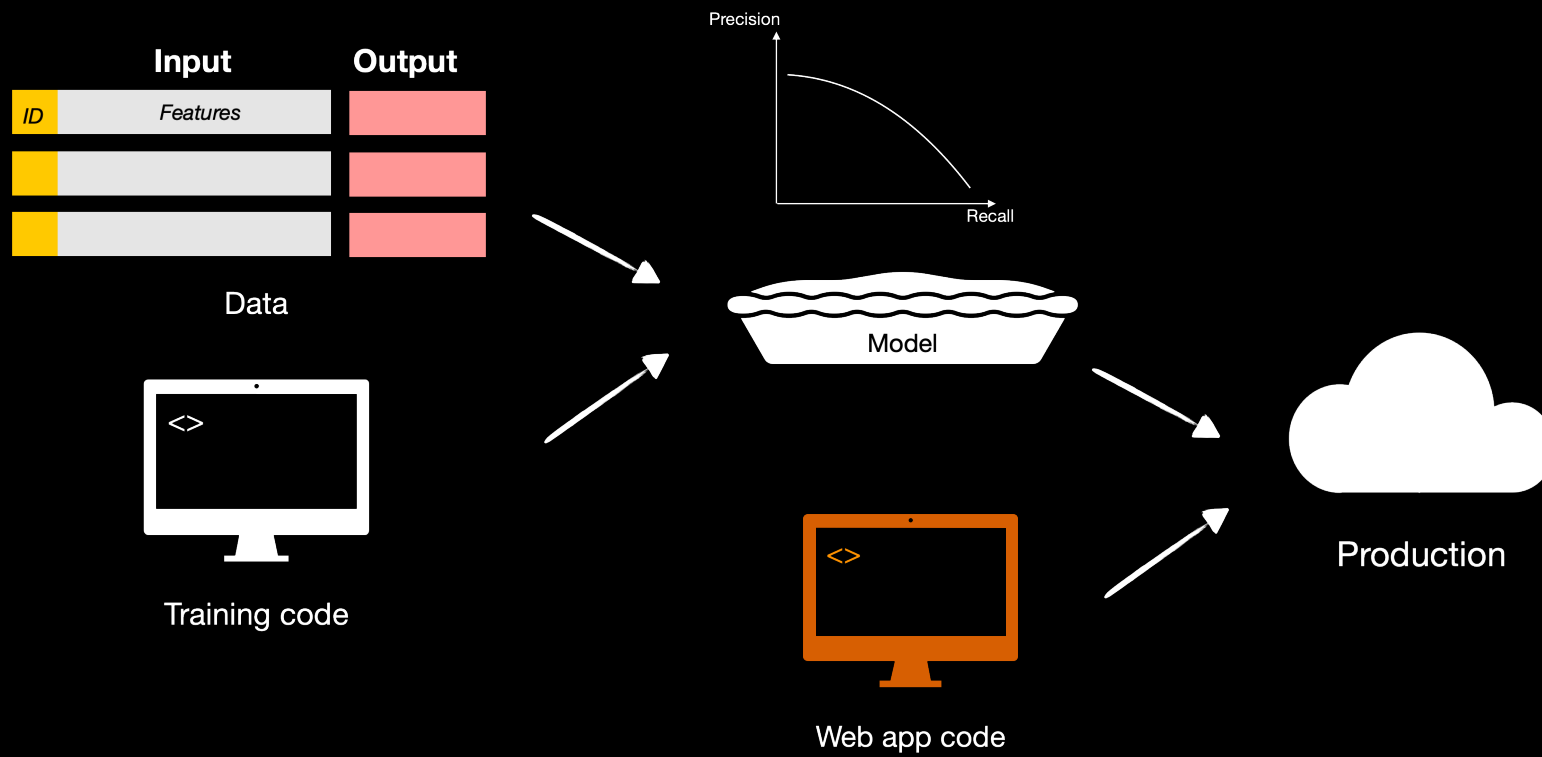 Input
Output
ID
Features
Data
<>
Training code
Precision
Recall
Model
<>
Web app code
Production